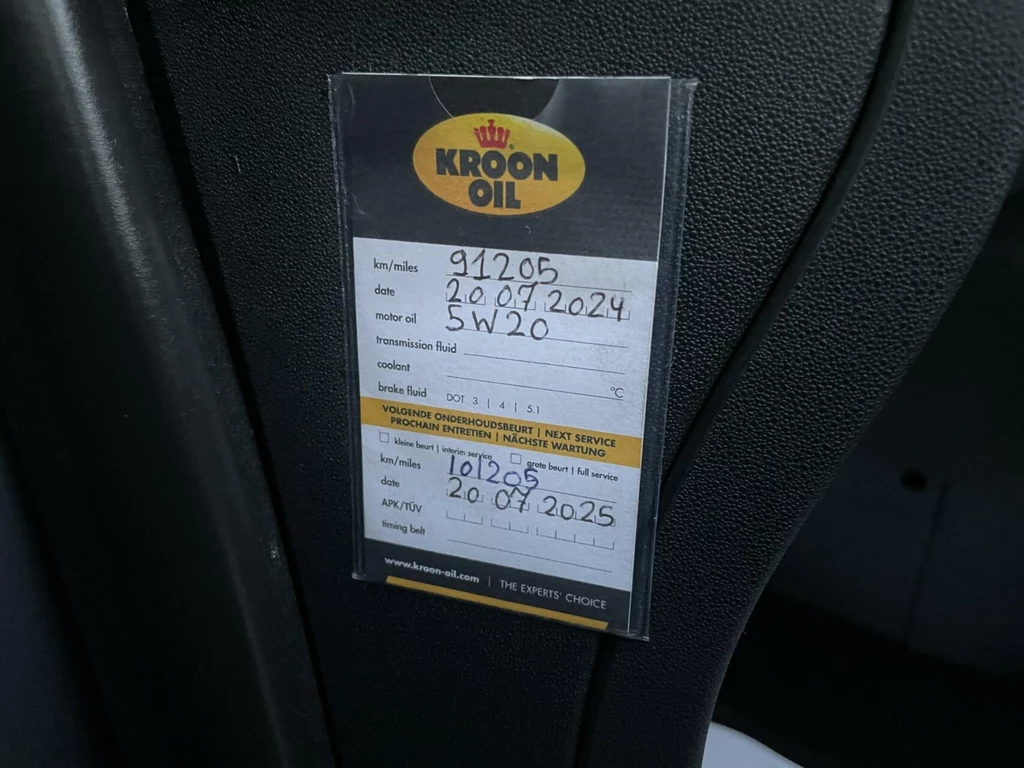 KROON
OIL
km/miles 91205
date 20 07 2024
motor oil 5W20
transmission fluid
coolant °C
brake fluid DOT 3 | 4 | 5.1
VOLGENDE ONDERHOUDSBEURT | NEXT SERVICE
PROCHAIN ENTRETIEN | NÄCHSTE WARTUNG
kleine beurt | interim service grote beurt | full service
km/miles 101205
date 20 07 2025
APK/TÜV
timing belt
www.kroon-oil.com | THE EXPERTS' CHOICE